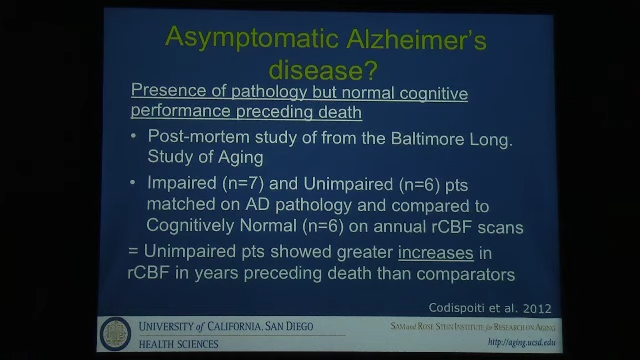 Asymptomatic Alzheimer's
disease?
Presence of pathology but normal cognitive
performance preceding death
• Post-mortem study of from the Baltimore Long.
Study of Aging
• Impaired (n=7) and Unimpaired (n=6) pts
matched on AD pathology and compared to
Cognitively Normal (n=6) on annual rCBF scans
= Unimpaired pts showed greater increases in
rCBF in years preceding death than comparators
Codispoiti et al. 2012
UNIVERSITY of CALIFORNIA, SAN DIEGO
HEALTH SCIENCES
SAM and ROSE STEIN INSTITUTE for RESEARCH ON AGING
http://aging.ucsd.edu